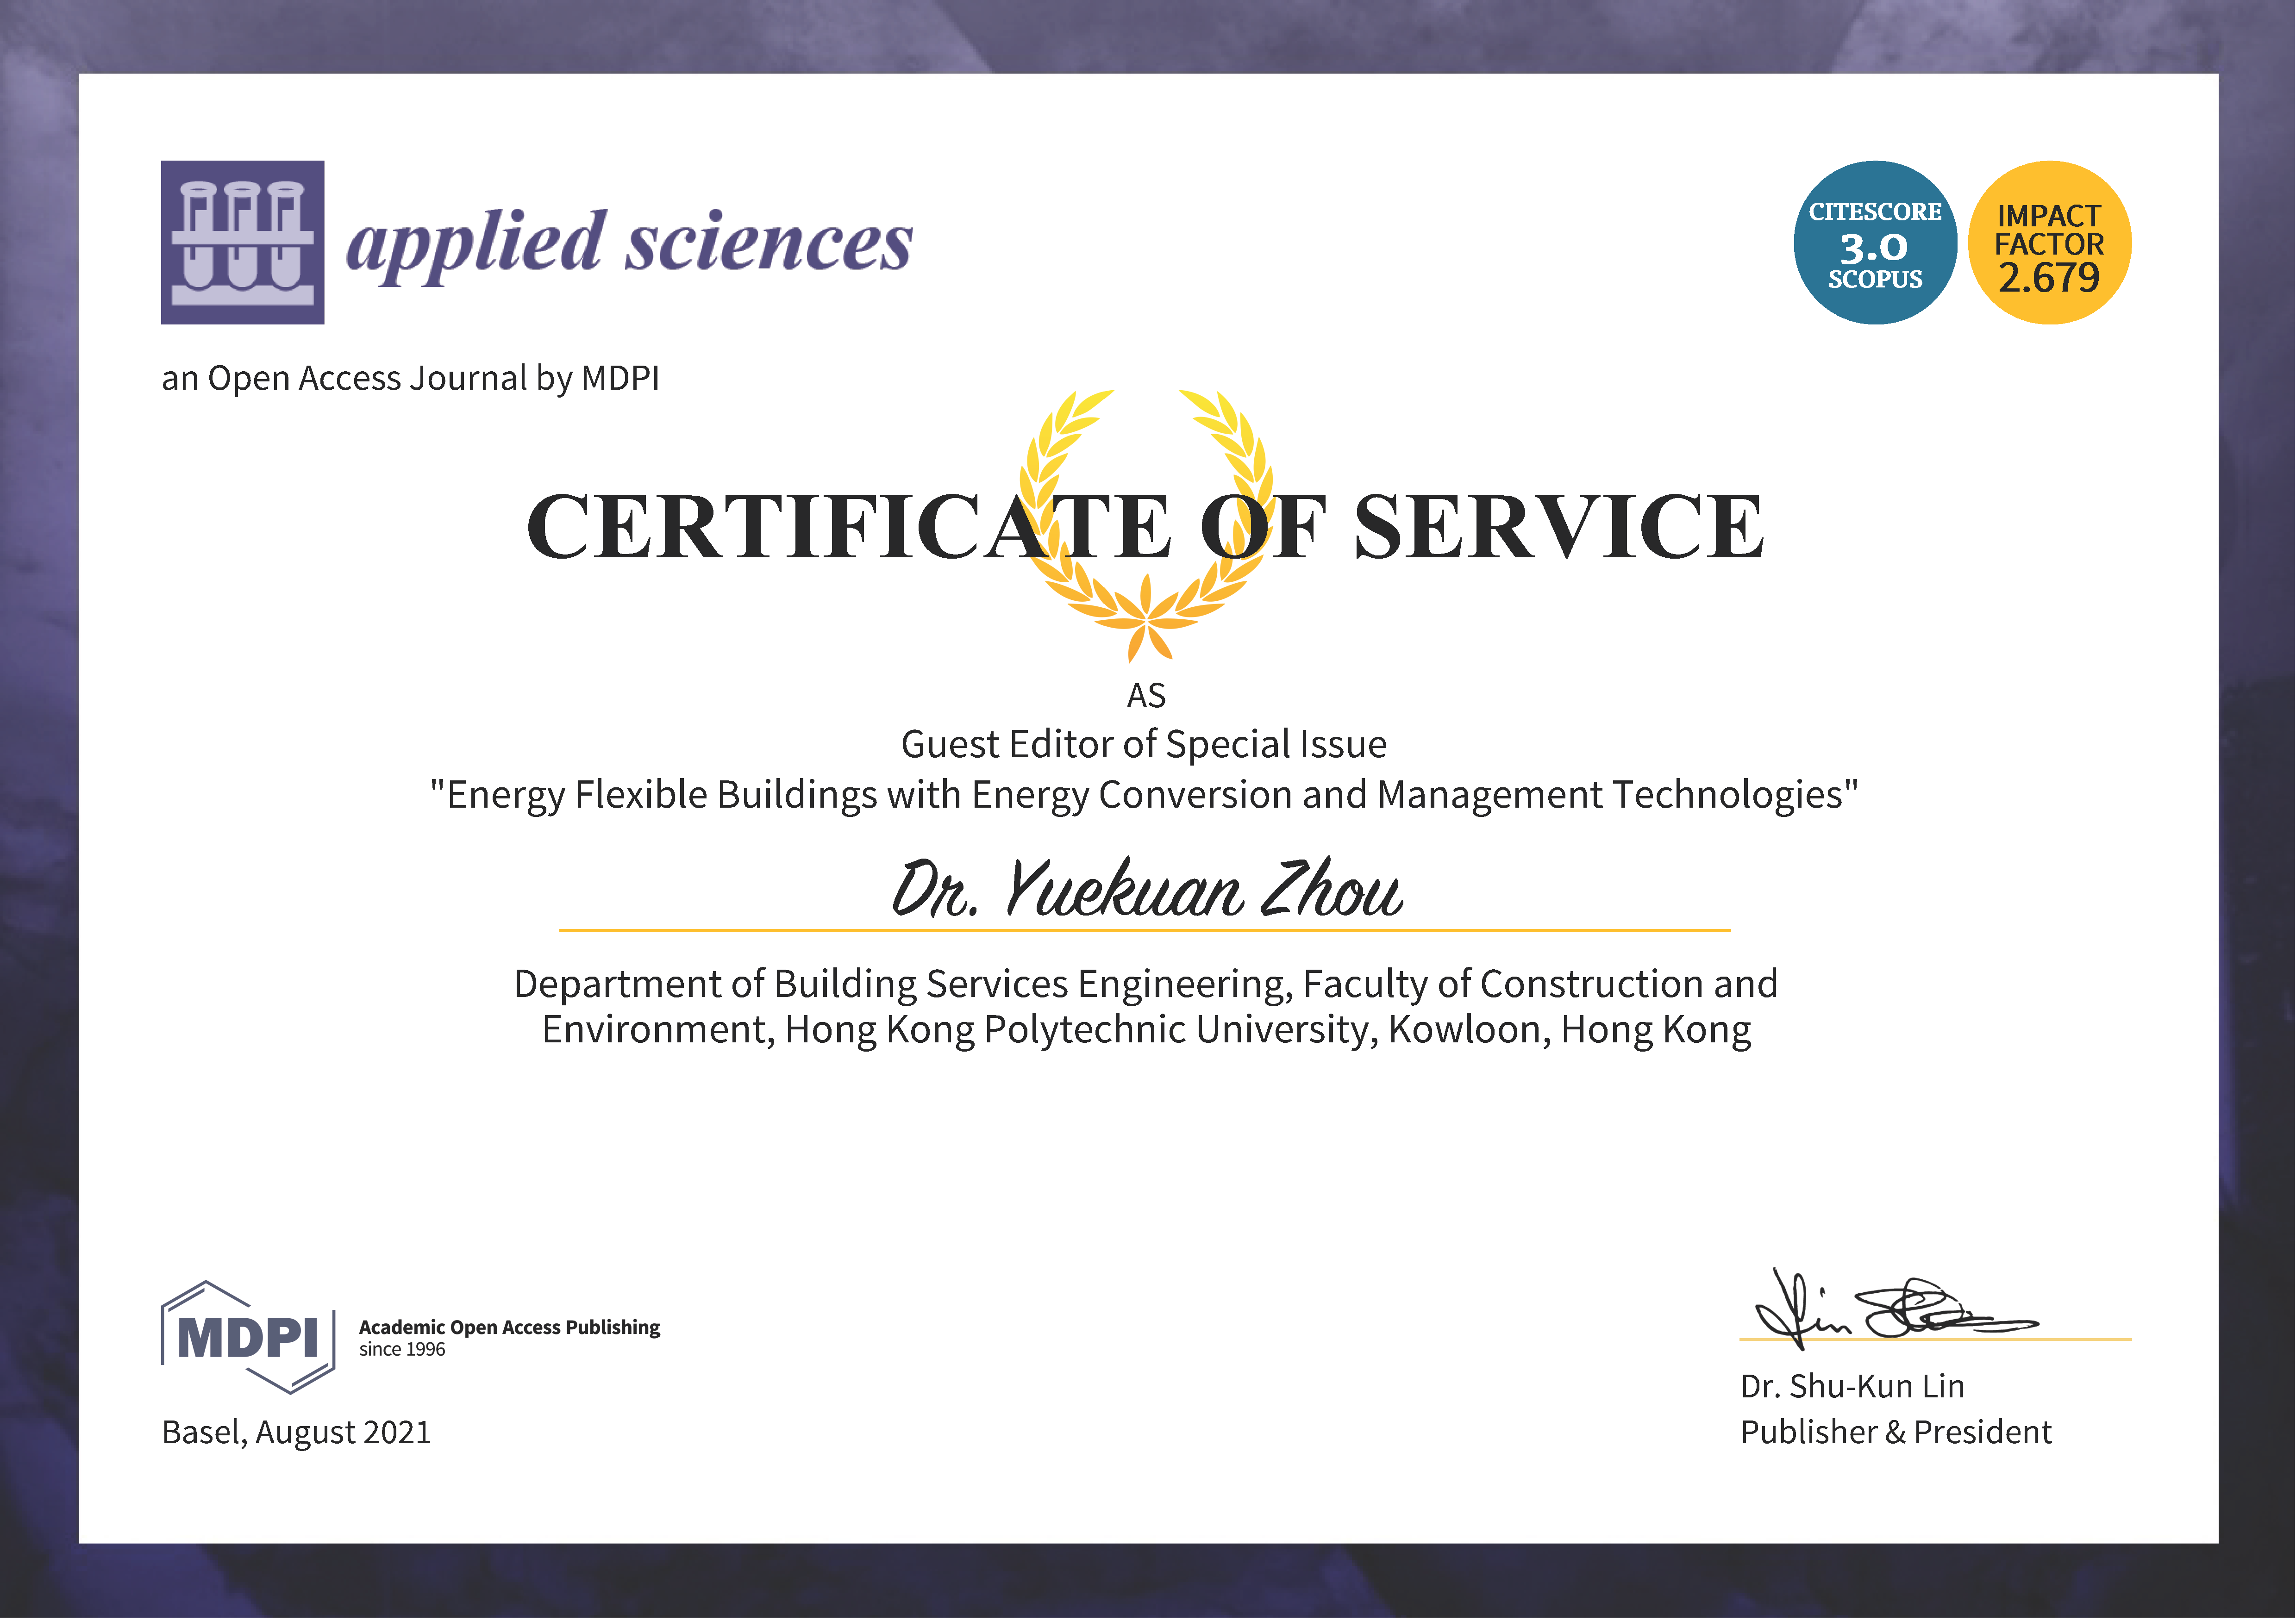 applied sciences
CITESCORE
3.0
SCOPUS
IMPACT
FACTOR
2.679
an Open Access Journal by MDPI
CERTIFICATE OF SERVICE
AS
Guest Editor of Special Issue
"Energy Flexible Buildings with Energy Conversion and Management Technologies"
Dr. Yuekuan Zhou
Department of Building Services Engineering, Faculty of Construction and
Environment, Hong Kong Polytechnic University, Kowloon, Hong Kong
MDPI
Academic Open Access Publishing
since 1996
Basel, August 2021
Dr. Shu-Kun Lin
Publisher & President